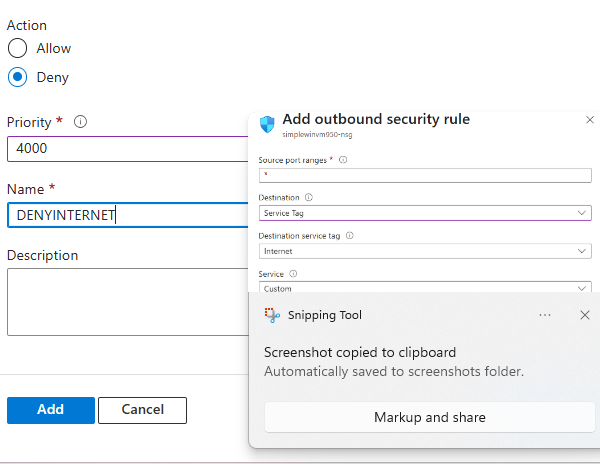 Action
Allow
Deny
Priority *
4000
Name *
DENYINTERNET
Description
Add
Cancel
Add outbound security rule
simplewinvm950-nsg
Source port ranges *
*
Destination
Service Tag
Destination service tag
Internet
Service
Custom
Snipping Tool
Screenshot copied to clipboard
Automatically saved to screenshots folder.
Markup and share